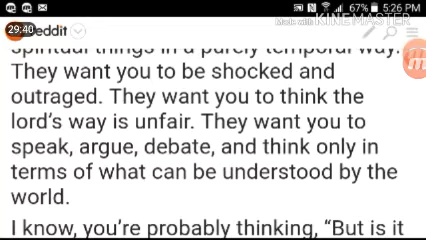 67% 5:26 PM
Made with KINEMASTER
29:40 eddit
spiritual things in a purely temporal way.
They want you to be shocked and
outraged. They want you to think the
lord's way is unfair. They want you to
speak, argue, debate, and think only in
terms of what can be understood by the
world.
I know, you're probably thinking, "But is it